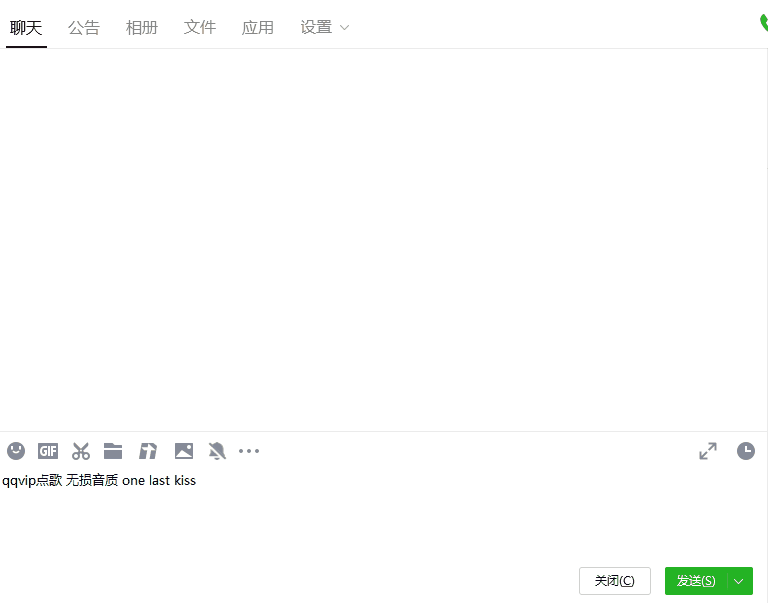 聊天 公告 相册 文件 应用 设置
GIF
qqvip点歌 无损音质 one last kiss
关闭(C) 发送(S)